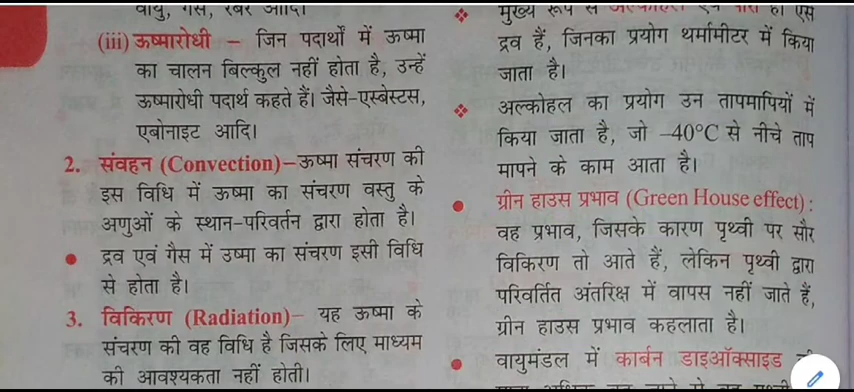 वायु, गैस, रबर आदि।
(iii) ऊष्मारोधी – जिन पदार्थों में ऊष्मा
का चालन बिल्कुल नहीं होता है, उन्हें
ऊष्मारोधी पदार्थ कहते हैं। जैसे-एस्बेस्टस,
एबोनाइट आदि।
2. संवहन (Convection)–ऊष्मा संचरण की
इस विधि में ऊष्मा का संचरण वस्तु के
अणुओं के स्थान-परिवर्तन द्वारा होता है।
● द्रव एवं गैस में उष्मा का संचरण इसी विधि
से होता है।
3. विकिरण (Radiation)– यह ऊष्मा के
संचरण की वह विधि है जिसके लिए माध्यम
की आवश्यकता नहीं होती।
❖ मुख्य रूप से अल्कोहल एवं पारा ही ऐसे
द्रव हैं, जिनका प्रयोग थर्मामीटर में किया
जाता है।
❖ अल्कोहल का प्रयोग उन तापमापियों में
किया जाता है, जो –40°C से नीचे ताप
मापने के काम आता है।
● ग्रीन हाउस प्रभाव (Green House effect) :
वह प्रभाव, जिसके कारण पृथ्वी पर सौर
विकिरण तो आते हैं, लेकिन पृथ्वी द्वारा
परिवर्तित अंतरिक्ष में वापस नहीं जाते हैं,
ग्रीन हाउस प्रभाव कहलाता है।
● वायुमंडल में कार्बन डाइऑक्साइड